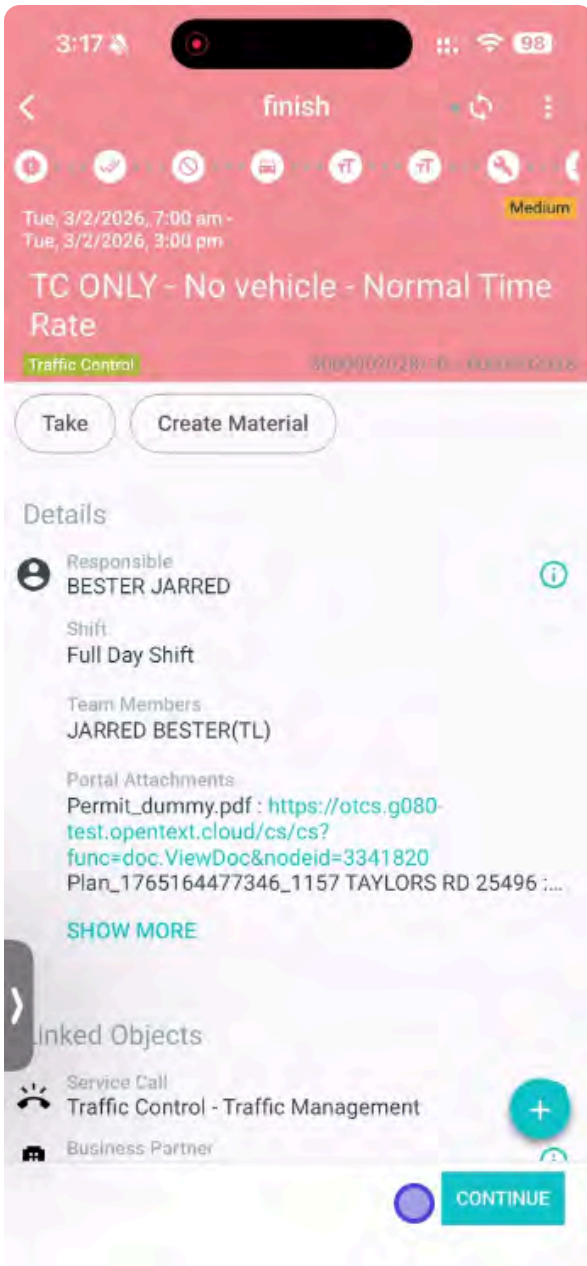 3:17
98
finish
Tue, 3/2/2026, 7:00 am -
Tue, 3/2/2026, 3:00 pm
Medium
TC ONLY - No vehicle - Normal Time
Rate
Traffic Control
Take
Create Material
Details
Responsible
BESTER JARRED
Shift
Full Day Shift
Team Members
JARRED BESTER(TL)
Portal Attachments
Permit_dummy.pdf : https://otcs.g080-
test.opentext.cloud/cs/cs?
func=doc.ViewDoc&nodeid=3341820
Plan_1765164477346_1157 TAYLORS RD 25496 :...
SHOW MORE
Linked Objects
Service Call
Traffic Control - Traffic Management
Business Partner
CONTINUE